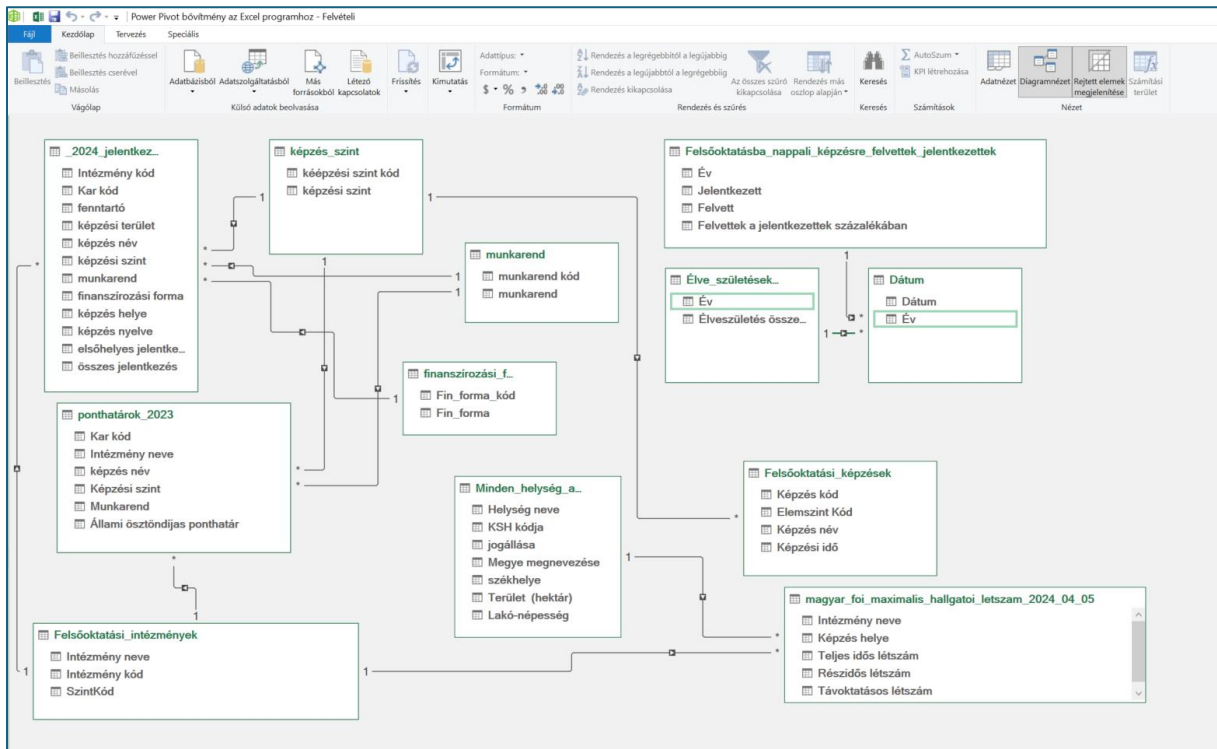 Power Pivot bővítmény az Excel programhoz - Felvételi
Fájl Kezdőlap Tervezés Speciális
Beillesztés
Beillesztés hozzáfűzéssel
Beillesztés cserével
Másolás
Vágólap
Adatbázisból
Adatszolgáltatásból
Más forrásokból
Létező kapcsolatok
Külső adatok beolvasása
Frissítés
Kimutatás
Adattípus:
Formátum:
$ % ,
Formátum
Rendezés a legrégebbitől a legújabbig
Rendezés a legújabbtól a legrégebbiig
Rendezés kikapcsolása
Az összes szűrő kikapcsolása
Rendezés más oszlop alapján
Rendezés és szűrés
Keresés
Keresés
AutoSzum
KPI létrehozása
Számítások
Adatnézet
Diagramnézet
Rejtett elemek megjelenítése
Számítási terület
Nézet
_2024_jelentkez...
Intézmény kód
Kar kód
fenntartó
képzési terület
képzés név
képzési szint
munkarend
finanszírozási forma
képzés helye
képzés nyelve
elsőhelyes jelentke...
összes jelentkezés
képzés_szint
kéépzési szint kód
képzési szint
munkarend
munkarend kód
munkarend
finanszírozási_f...
Fin_forma_kód
Fin_forma
Felsőoktatásba_nappali_képzésre_felvettek_jelentkezettek
Év
Jelentkezett
Felvett
Felvettek a jelentkezettek százalékában
Élve_születések...
Év
Élveszületés össze...
Dátum
Dátum
Év
ponthatárok_2023
Kar kód
Intézmény neve
képzés név
Képzési szint
Munkarend
Állami ösztöndíjas ponthatár
Minden_helység_a...
Helység neve
KSH kódja
jogállása
Megye megnevezése
székhelye
Terület (hektár)
Lakó-népesség
Felsőoktatási_képzések
Képzés kód
Elemszint Kód
Képzés név
Képzési idő
Felsőoktatási_intézmények
Intézmény neve
Intézmény kód
SzintKód
magyar_foi_maximalis_hallgatoi_letszam_2024_04_05
Intézmény neve
Képzés helye
Teljes idős létszám
Részidős létszám
Távoktatásos létszám